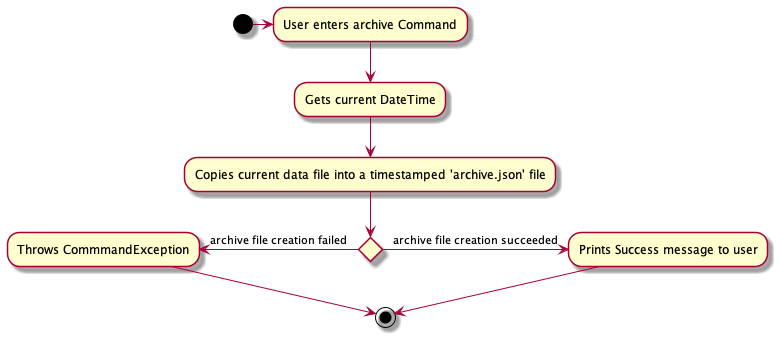 User enters archive Command
Gets current DateTime
Copies current data file into a timestamped 'archive.json' file
archive file creation failed
archive file creation succeeded
Throws CommmandException
Prints Success message to user